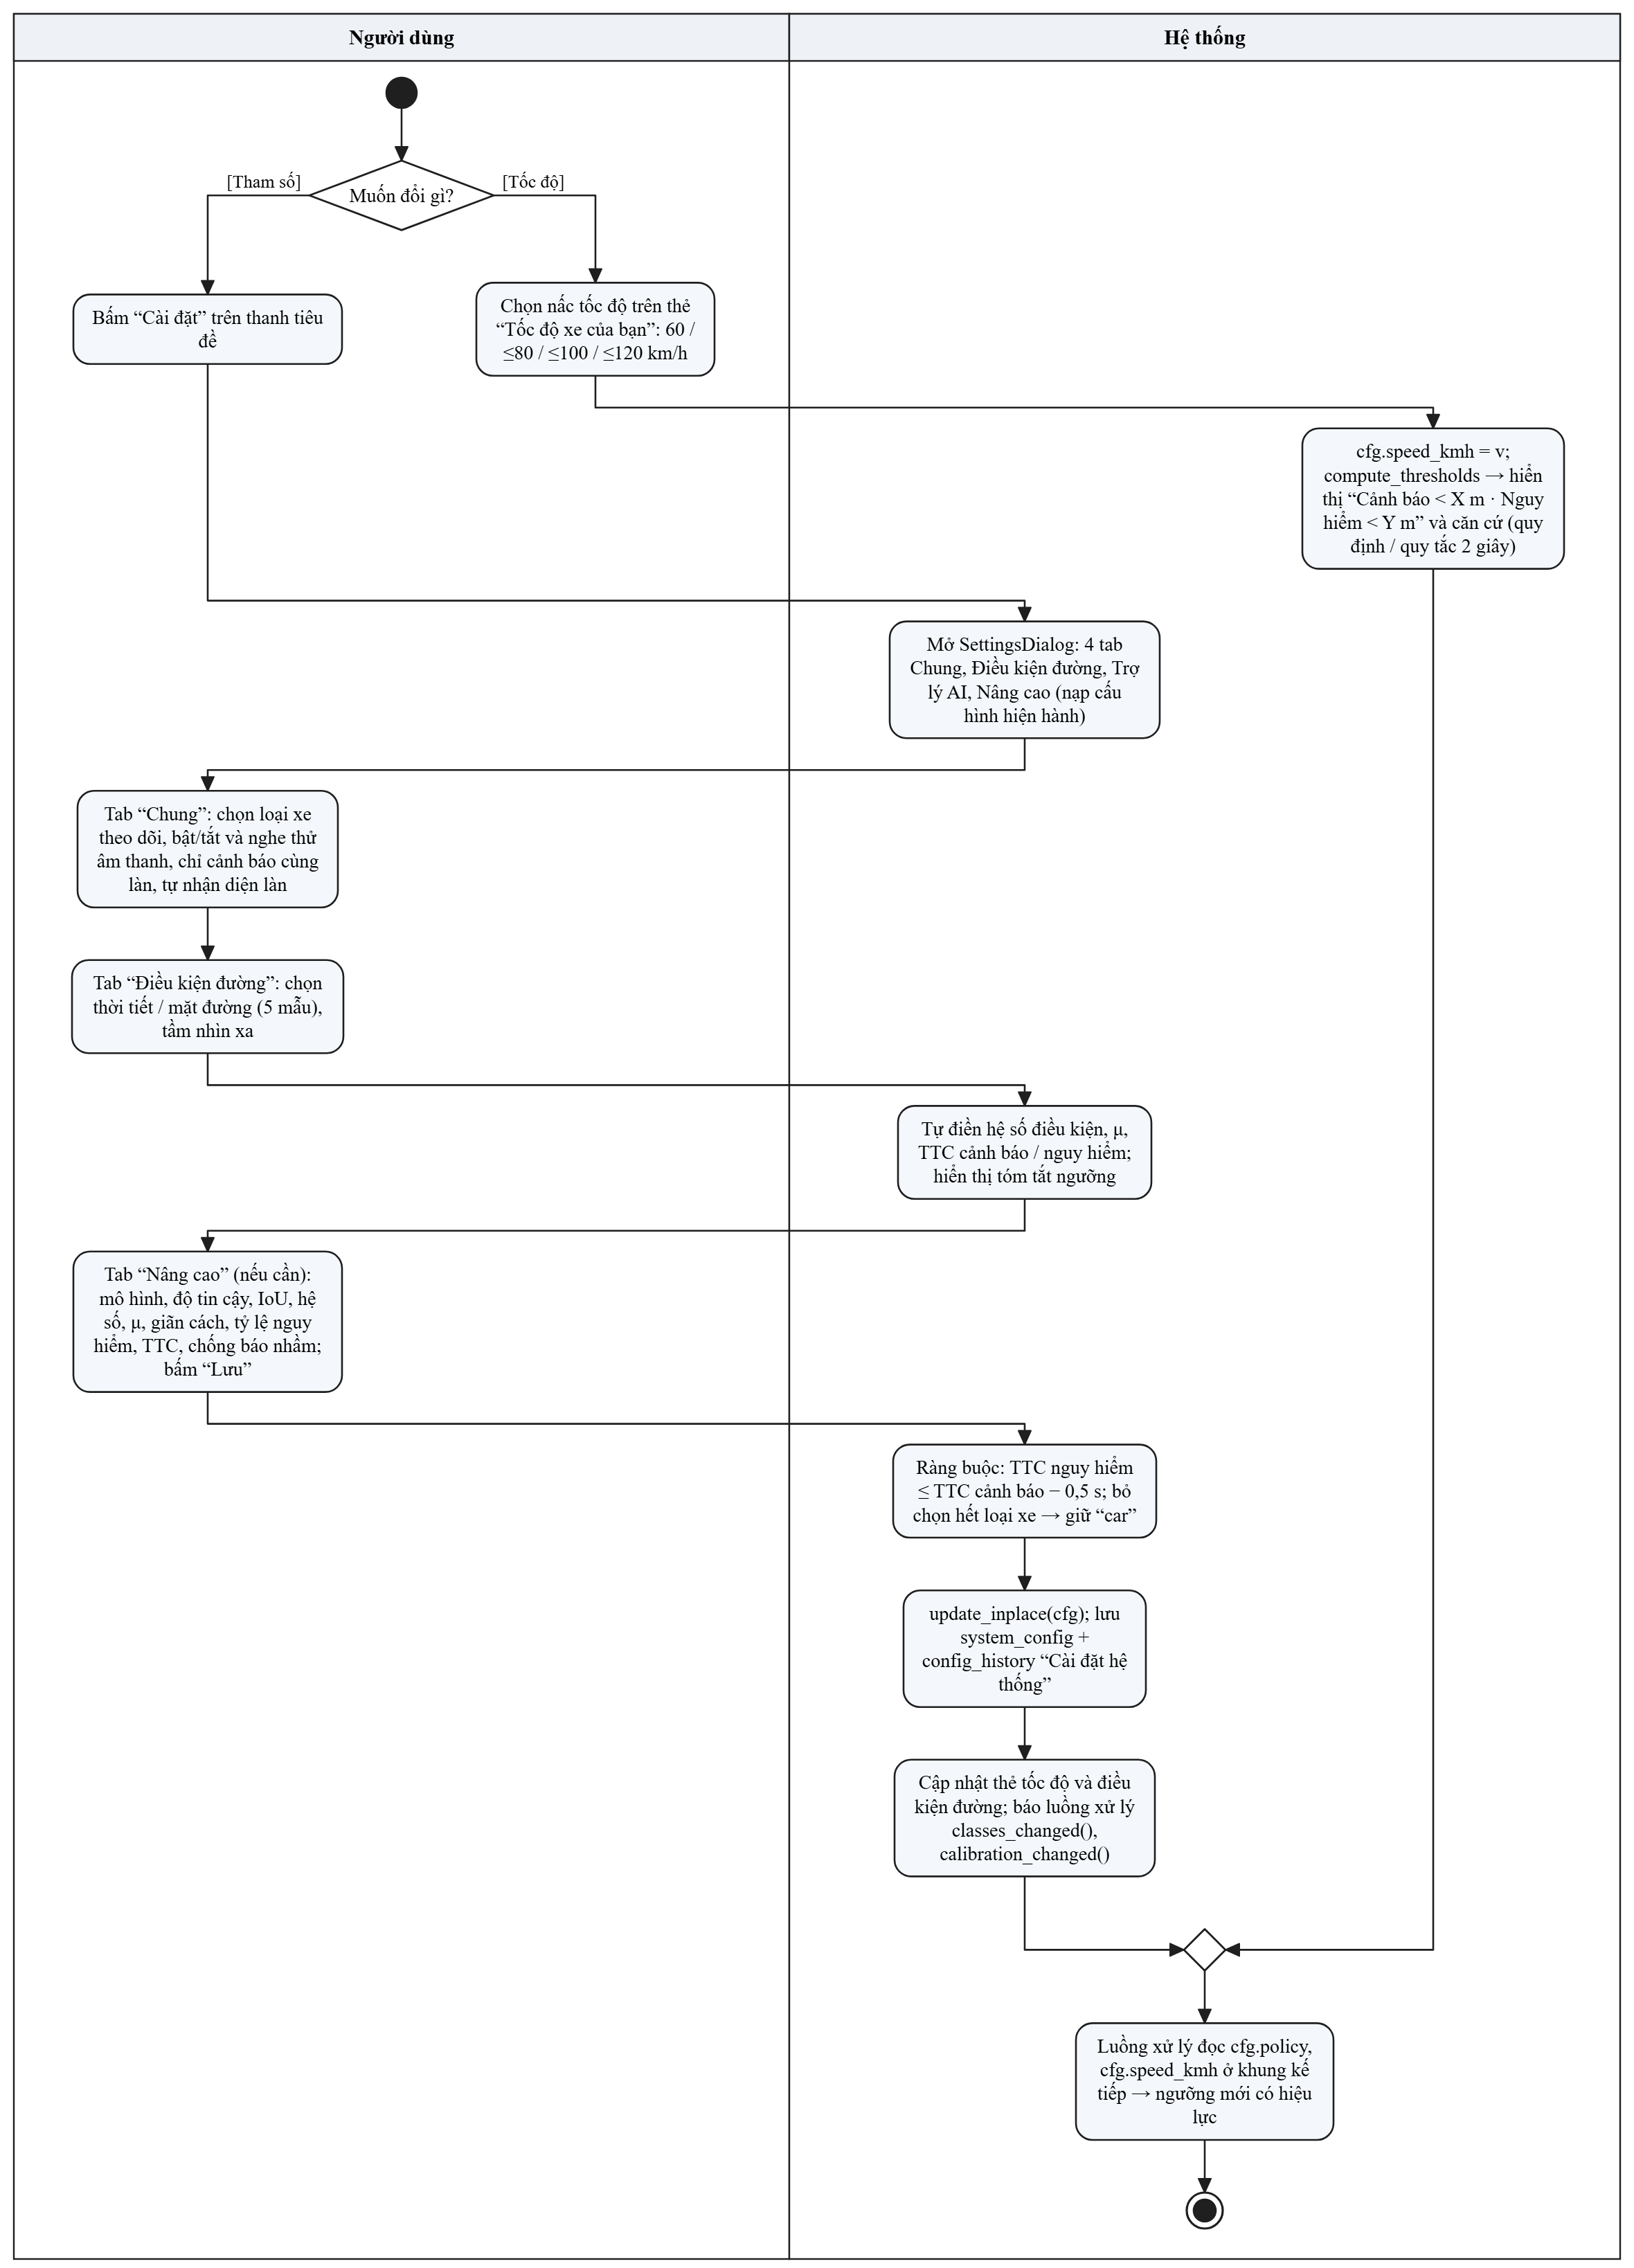 Người dùng
Hệ thống
Muốn đổi gì?
[Tham số]
[Tốc độ]
Bấm “Cài đặt” trên thanh tiêu
đề
Chọn nấc tốc độ trên thẻ
“Tốc độ xe của bạn”: 60 /
≤80 / ≤100 / ≤120 km/h
cfg.speed_kmh = v;
compute_thresholds → hiển
thị “Cảnh báo < X m · Nguy
hiểm < Y m” và căn cứ (quy
định / quy tắc 2 giây)
Mở SettingsDialog: 4 tab
Chung, Điều kiện đường, Trợ
lý AI, Nâng cao (nạp cấu
hình hiện hành)
Tab “Chung”: chọn loại xe
theo dõi, bật/tắt và nghe thử
âm thanh, chỉ cảnh báo cùng
làn, tự nhận diện làn
Tab “Điều kiện đường”: chọn
thời tiết / mặt đường (5 mẫu),
tầm nhìn xa
Tự điền hệ số điều kiện, μ,
TTC cảnh báo / nguy hiểm;
hiển thị tóm tắt ngưỡng
Tab “Nâng cao” (nếu cần):
mô hình, độ tin cậy, IoU, hệ
số, μ, giãn cách, tỷ lệ nguy
hiểm, TTC, chống báo nhầm;
bấm “Lưu”
Ràng buộc: TTC nguy hiểm
≤ TTC cảnh báo − 0,5 s; bỏ
chọn hết loại xe → giữ “car”
update_inplace(cfg); lưu
system_config +
config_history “Cài đặt hệ
thống”
Cập nhật thẻ tốc độ và điều
kiện đường; báo luồng xử lý
classes_changed(),
calibration_changed()
Luồng xử lý đọc cfg.policy,
cfg.speed_kmh ở khung kế
tiếp → ngưỡng mới có hiệu
lực